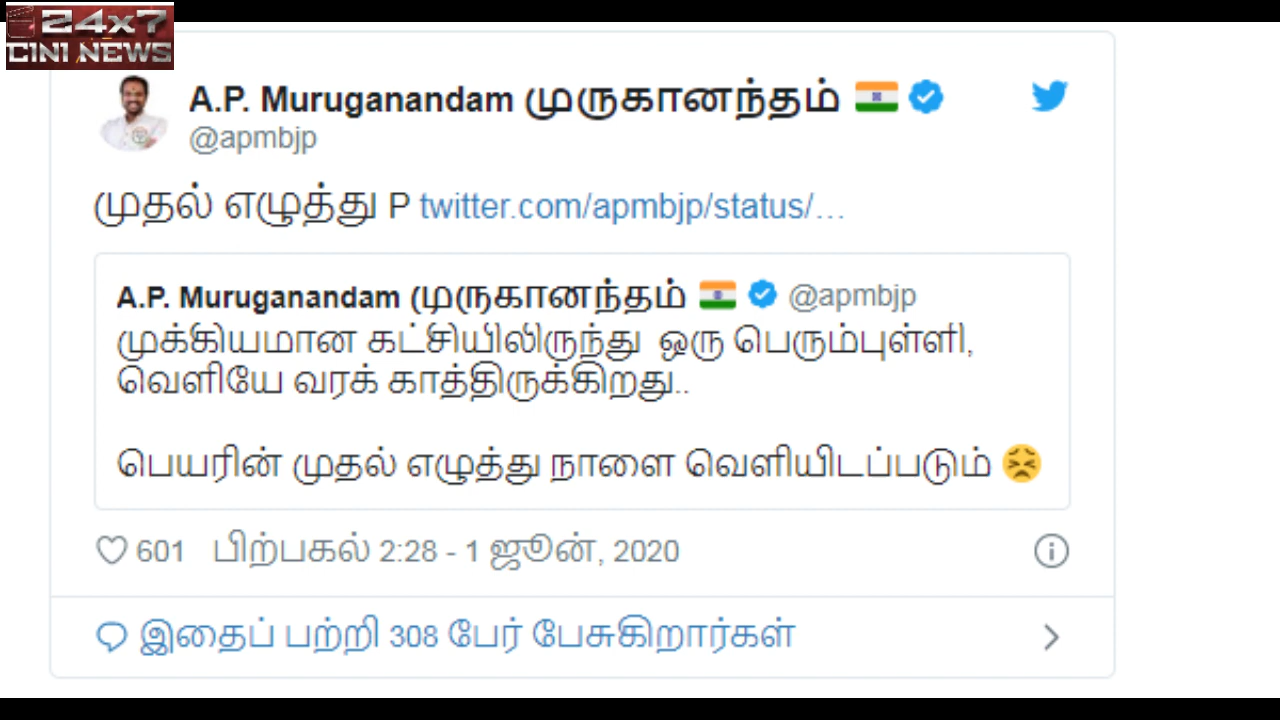 24x7
CINI NEWS
A.P. Muruganandam முருகானந்தம் 🇮🇳
@apmbjp
முதல் எழுத்து P twitter.com/apmbjp/status/…
A.P. Muruganandam முருகானந்தம் 🇮🇳 @apmbjp
முக்கியமான கட்சியிலிருந்து ஒரு பெரும்புள்ளி,
வெளியே வரக் காத்திருக்கிறது..
பெயரின் முதல் எழுத்து நாளை வெளியிடப்படும் 😣
601 பிற்பகல் 2:28 - 1 ஜூன், 2020
இதைப் பற்றி 308 பேர் பேசுகிறார்கள்